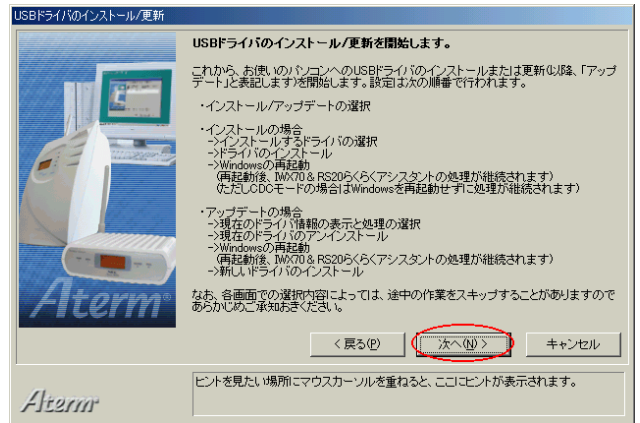 USBドライバのインストール/更新
USBドライバのインストール/更新を開始します。
これから、お使いのパソコンへのUSBドライバのインストールまたは更新(以降、「アップ
デート」と表記します)を開始します。設定は次の順番で行われます。
・インストール/アップデートの選択
・インストールの場合
->インストールするドライバの選択
->ドライバのインストール
->Windowsの再起動
(再起動後、IWX70 & RS20らくらくアシスタントの処理が継続されます)
(ただしCDCモードの場合はWindowsを再起動せずに処理が継続されます)
・アップデートの場合
->現在のドライバ情報の表示と処理の選択
->現在のドライバのアンインストール
->Windowsの再起動
(再起動後、IWX70 & RS20らくらくアシスタントの処理が継続されます)
->新しいドライバのインストール
なお、各画面での選択内容によっては、途中の作業をスキップすることがありますので
あらかじめご承知おきください。
Aterm®
< 戻る(P)
次へ(N) >
キャンセル
ヒントを見たい場所にマウスカーソルを重ねると、ここにヒントが表示されます。
Aterm